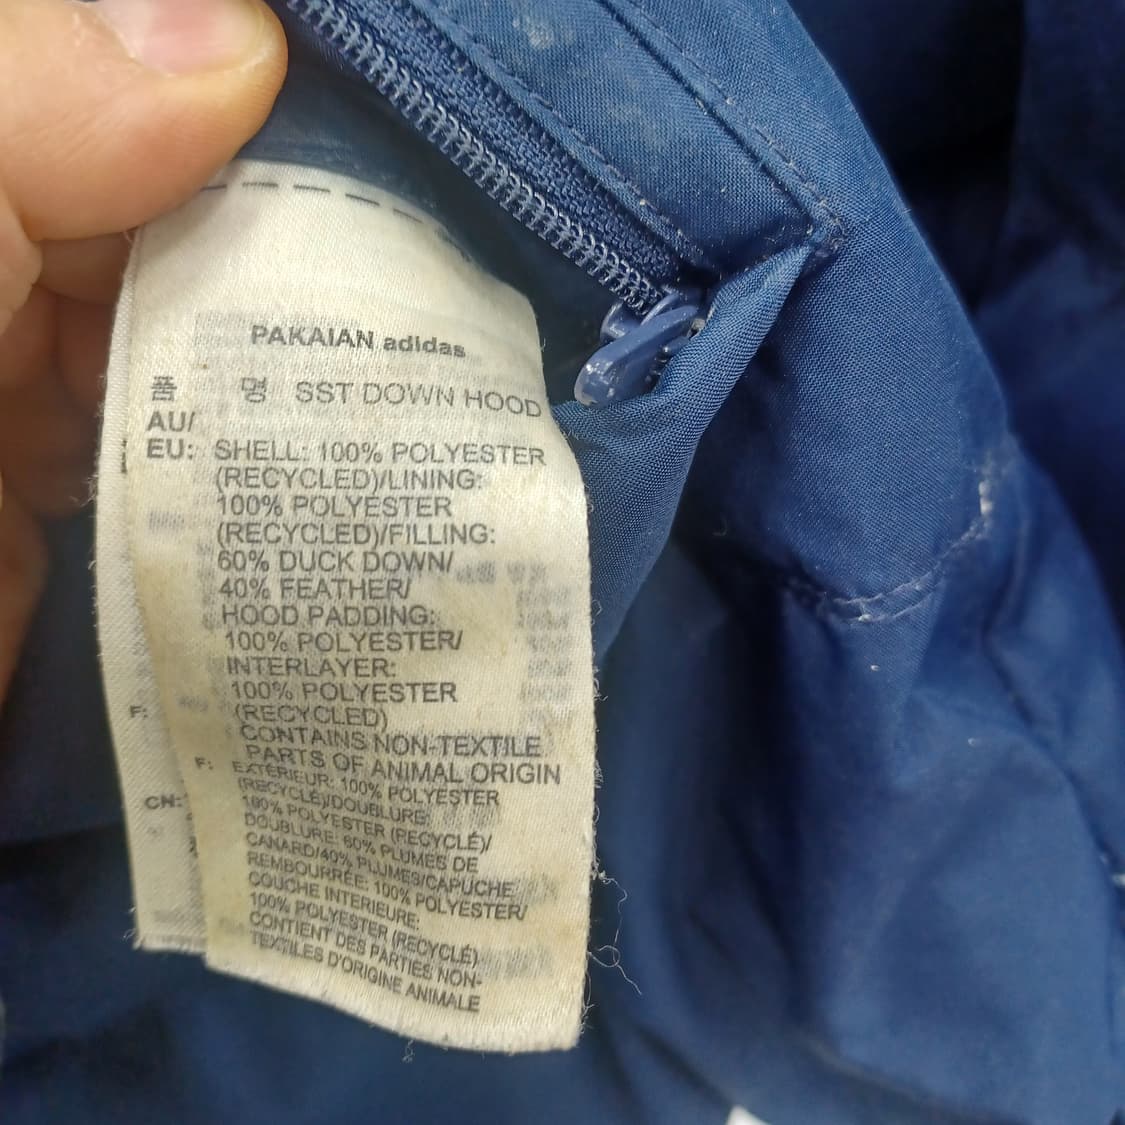 PAKAIAN adidas
품 명 SST DOWN HOOD
AU/
EU: SHELL: 100% POLYESTER
(RECYCLED)/LINING:
100% POLYESTER
(RECYCLED)/FILLING:
60% DUCK DOWN/
40% FEATHER/
HOOD PADDING:
100% POLYESTER/
INTERLAYER:
100% POLYESTER
(RECYCLED)
CONTAINS NON-TEXTILE
PARTS OF ANIMAL ORIGIN
F: EXTÉRIEUR: 100% POLYESTER
(RECYCLÉ)/DOUBLURE:
100% POLYESTER (RECYCLÉ)/
DOUBLURE: 60% PLUMES DE
CANARD/40% PLUMES/CAPUCHE
REMBOURRÉE: 100% POLYESTER/
COUCHE INTERIEURE:
100% POLYESTER (RECYCLÉ)
CONTIENT DES PARTIES NON-
TEXTILES D'ORIGINE ANIMALE
F:
CN: